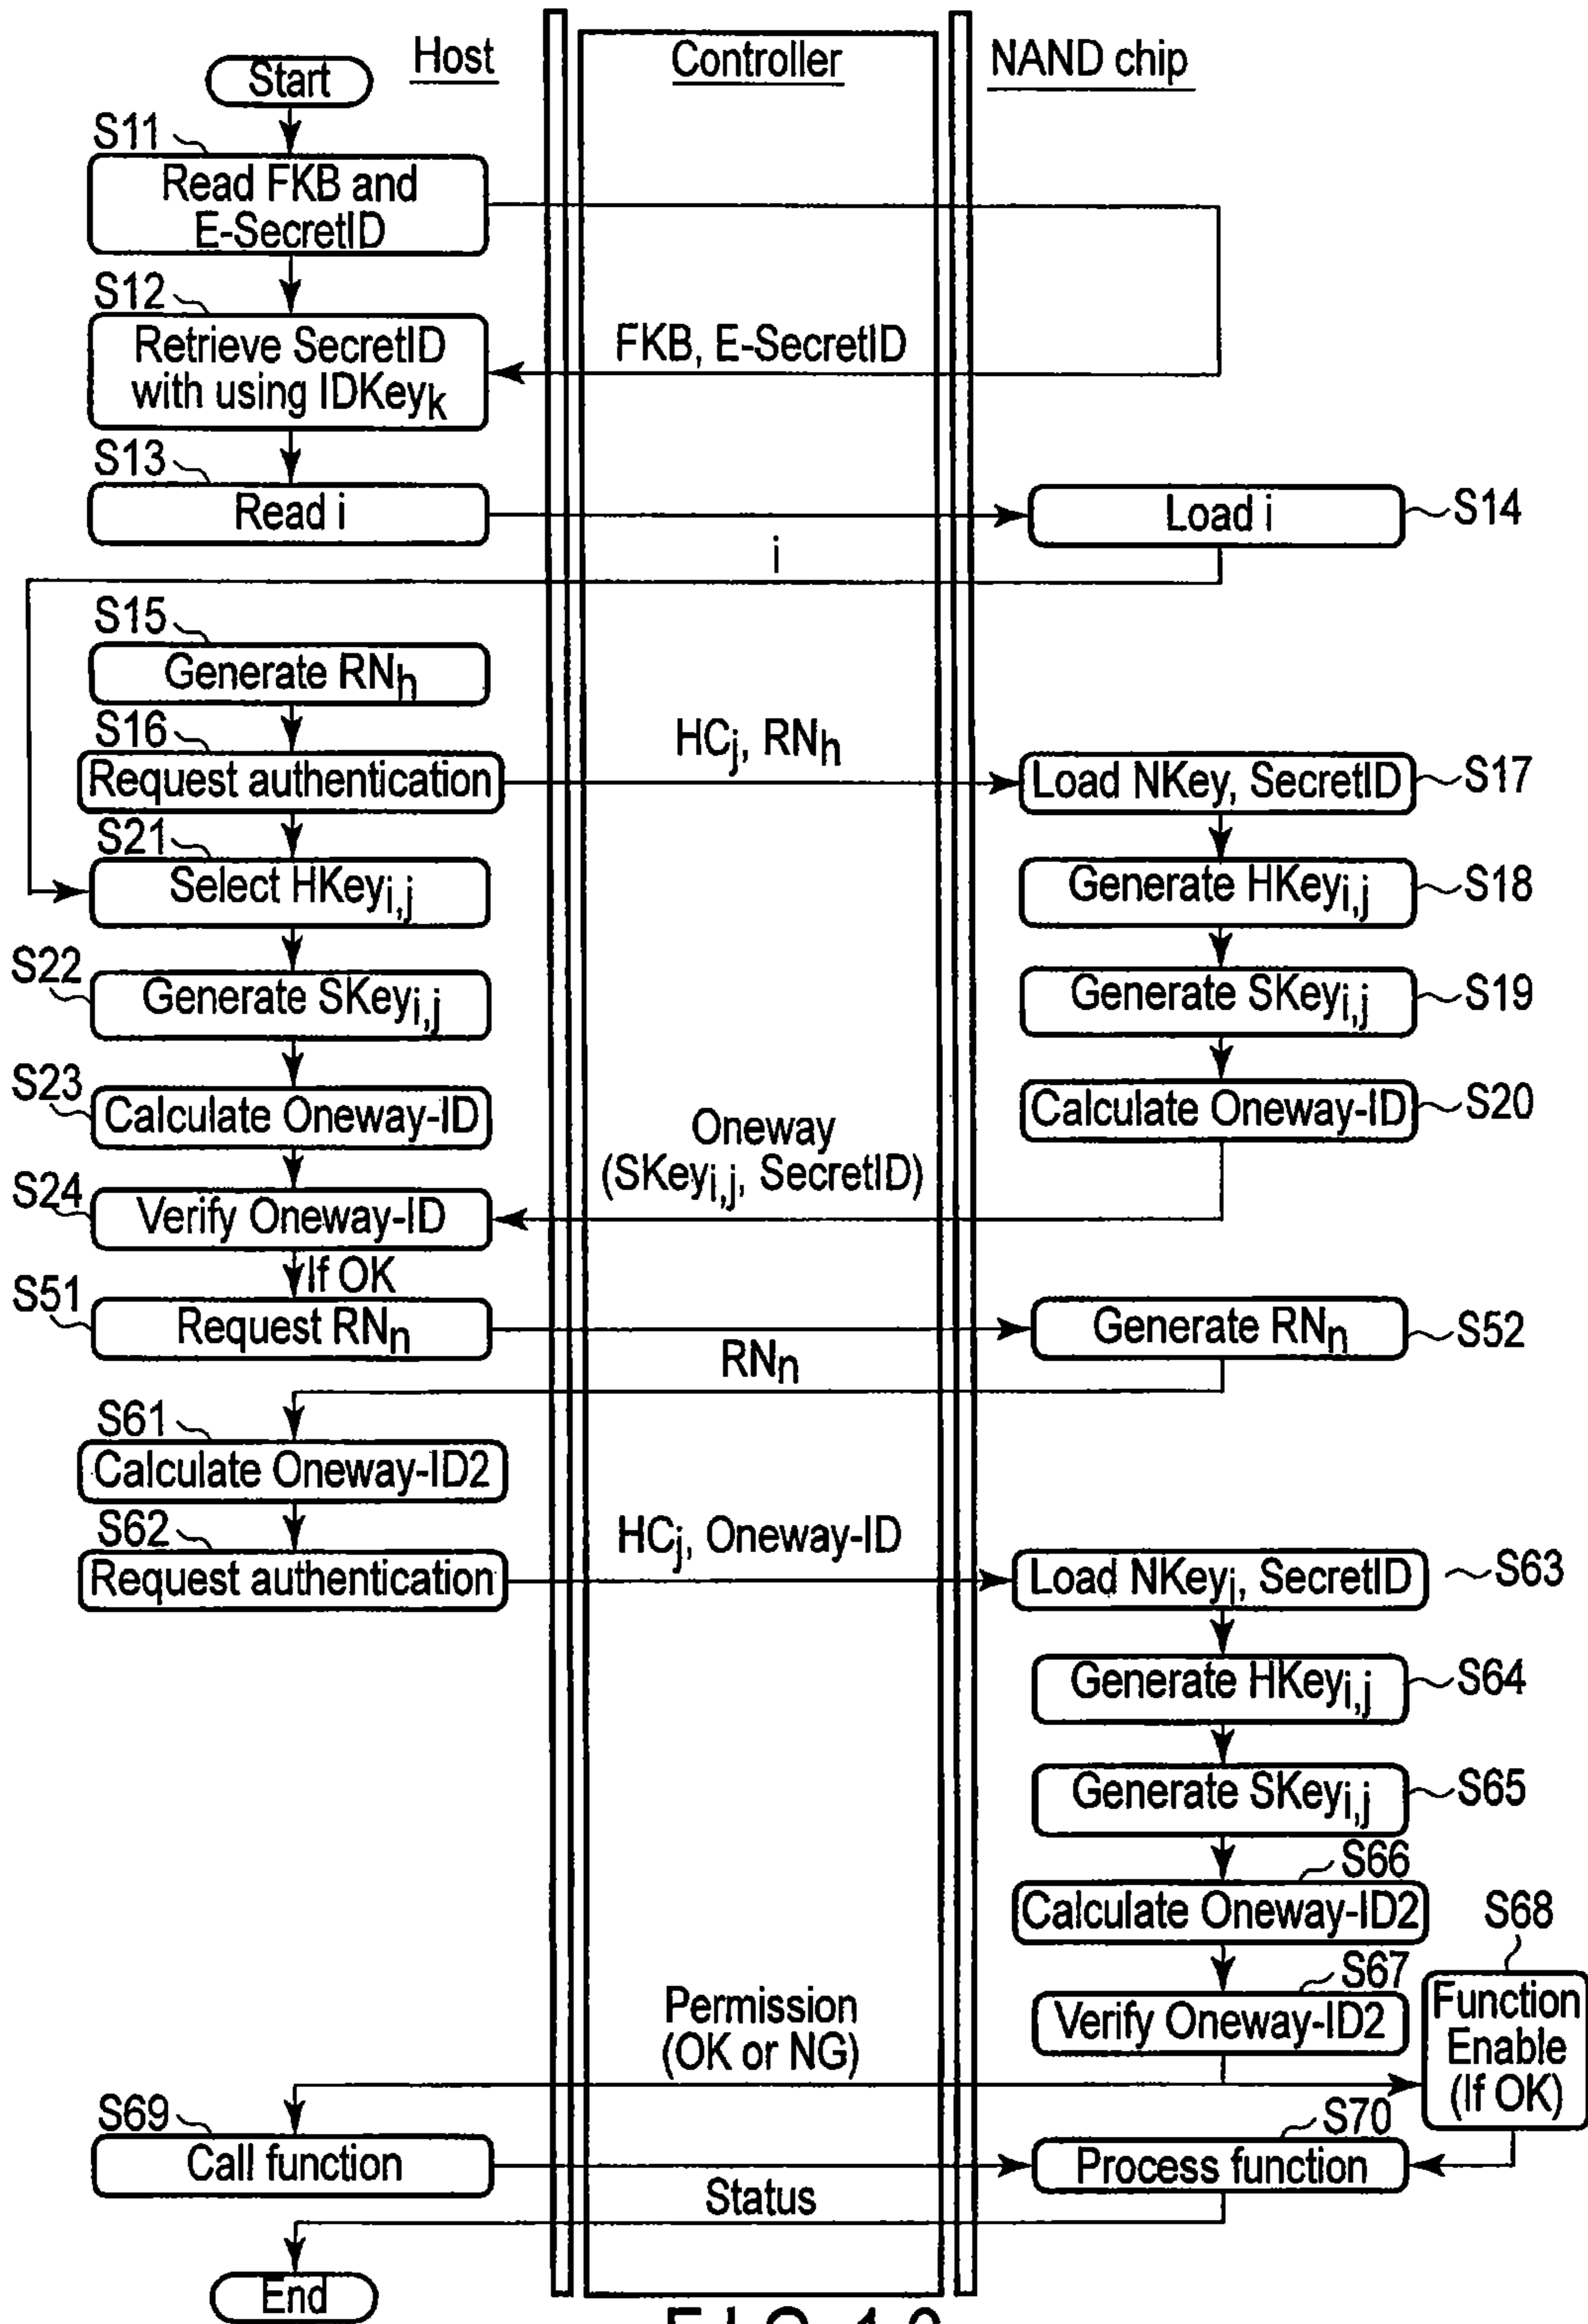 Start
Host
Controller
NAND chip
S11
Read FKB and
E-SecretID
S12
Retrieve SecretID
with using IDKeyk
FKB, E-SecretID
S13
Read i
Load i
S14
i
S15
Generate RNh
S16
Request authentication
HCj, RNh
Load NKey, SecretID
S17
S21
Select HKeyi,j
Generate HKeyi,j
S18
S22
Generate SKeyi,j
Generate SKeyi,j
S19
S23
Calculate Oneway-ID
Calculate Oneway-ID
S20
Oneway
(SKeyi,j, SecretID)
S24
Verify Oneway-ID
If OK
S51
Request RNn
Generate RNn
S52
RNn
S61
Calculate Oneway-ID2
S62
Request authentication
HCj, Oneway-ID
Load NKeyi, SecretID
S63
Generate HKeyi,j
S64
Generate SKeyi,j
S65
S66
Calculate Oneway-ID2
S67
Verify Oneway-ID2
S68
Function
Enable
(If OK)
Permission
(OK or NG)
S69
Call function
S70
Process function
Status
End